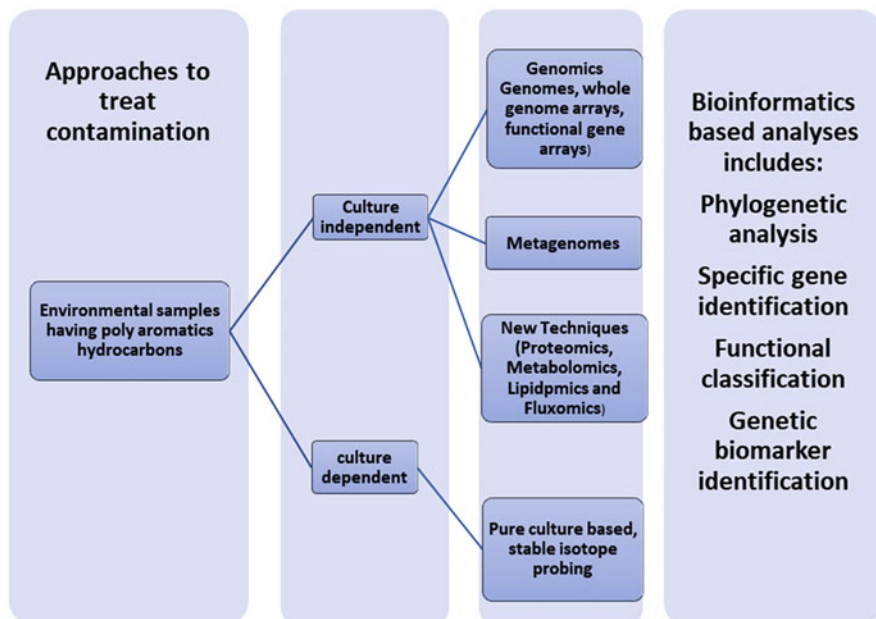 Approaches to
treat
contamination
Environmental samples
having poly aromatics
hydrocarbons
Culture
independent
culture
dependent
Genomics
Genomes, whole
genome arrays,
functional gene
arrays)
Metagenomes
New Techniques
(Proteomics,
Metabolomics,
Lipidpmics and
Fluxomics)
Pure culture based,
stable isotope
probing
Bioinformatics
based analyses
includes:
Phylogenetic
analysis
Specific gene
identification
Functional
classification
Genetic
biomarker
identification